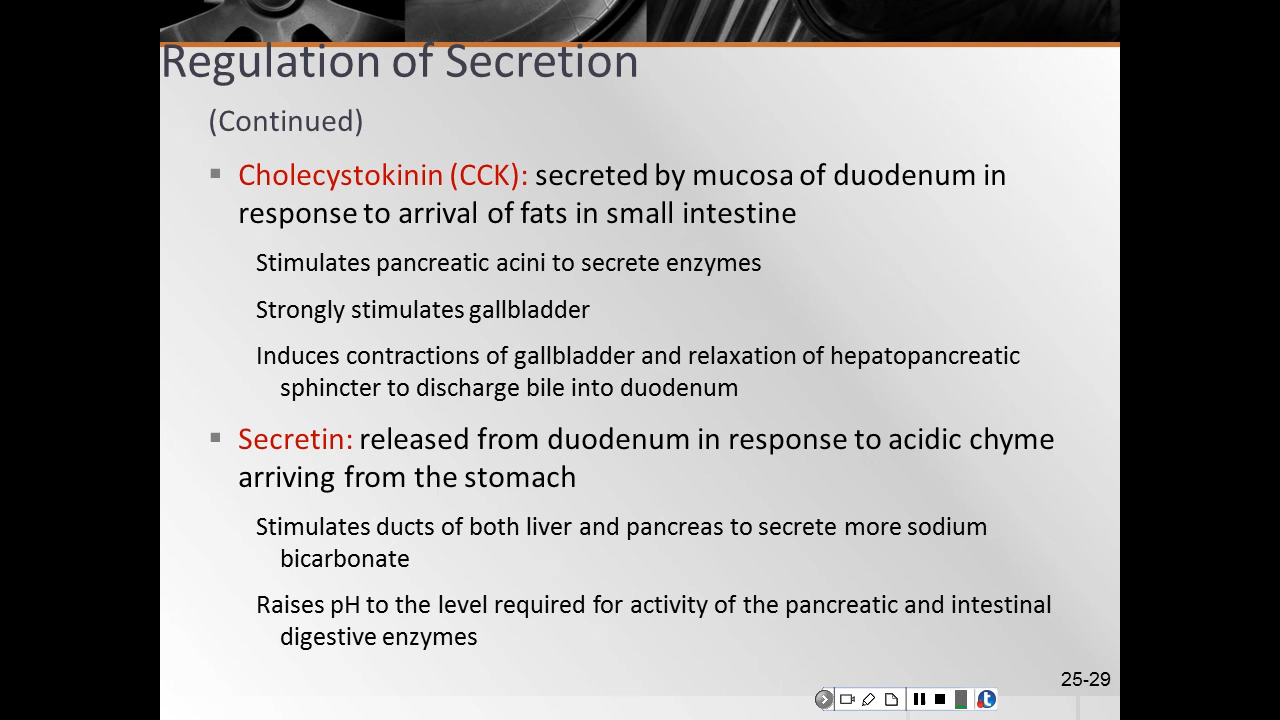 Regulation of Secretion
(Continued)
Cholecystokinin (CCK): secreted by mucosa of duodenum in
response to arrival of fats in small intestine
Stimulates pancreatic acini to secrete enzymes
Strongly stimulates gallbladder
Induces contractions of gallbladder and relaxation of hepatopancreatic
sphincter to discharge bile into duodenum
Secretin: released from duodenum in response to acidic chyme
arriving from the stomach
Stimulates ducts of both liver and pancreas to secrete more sodium
bicarbonate
Raises pH to the level required for activity of the pancreatic and intestinal
digestive enzymes
25-29
t